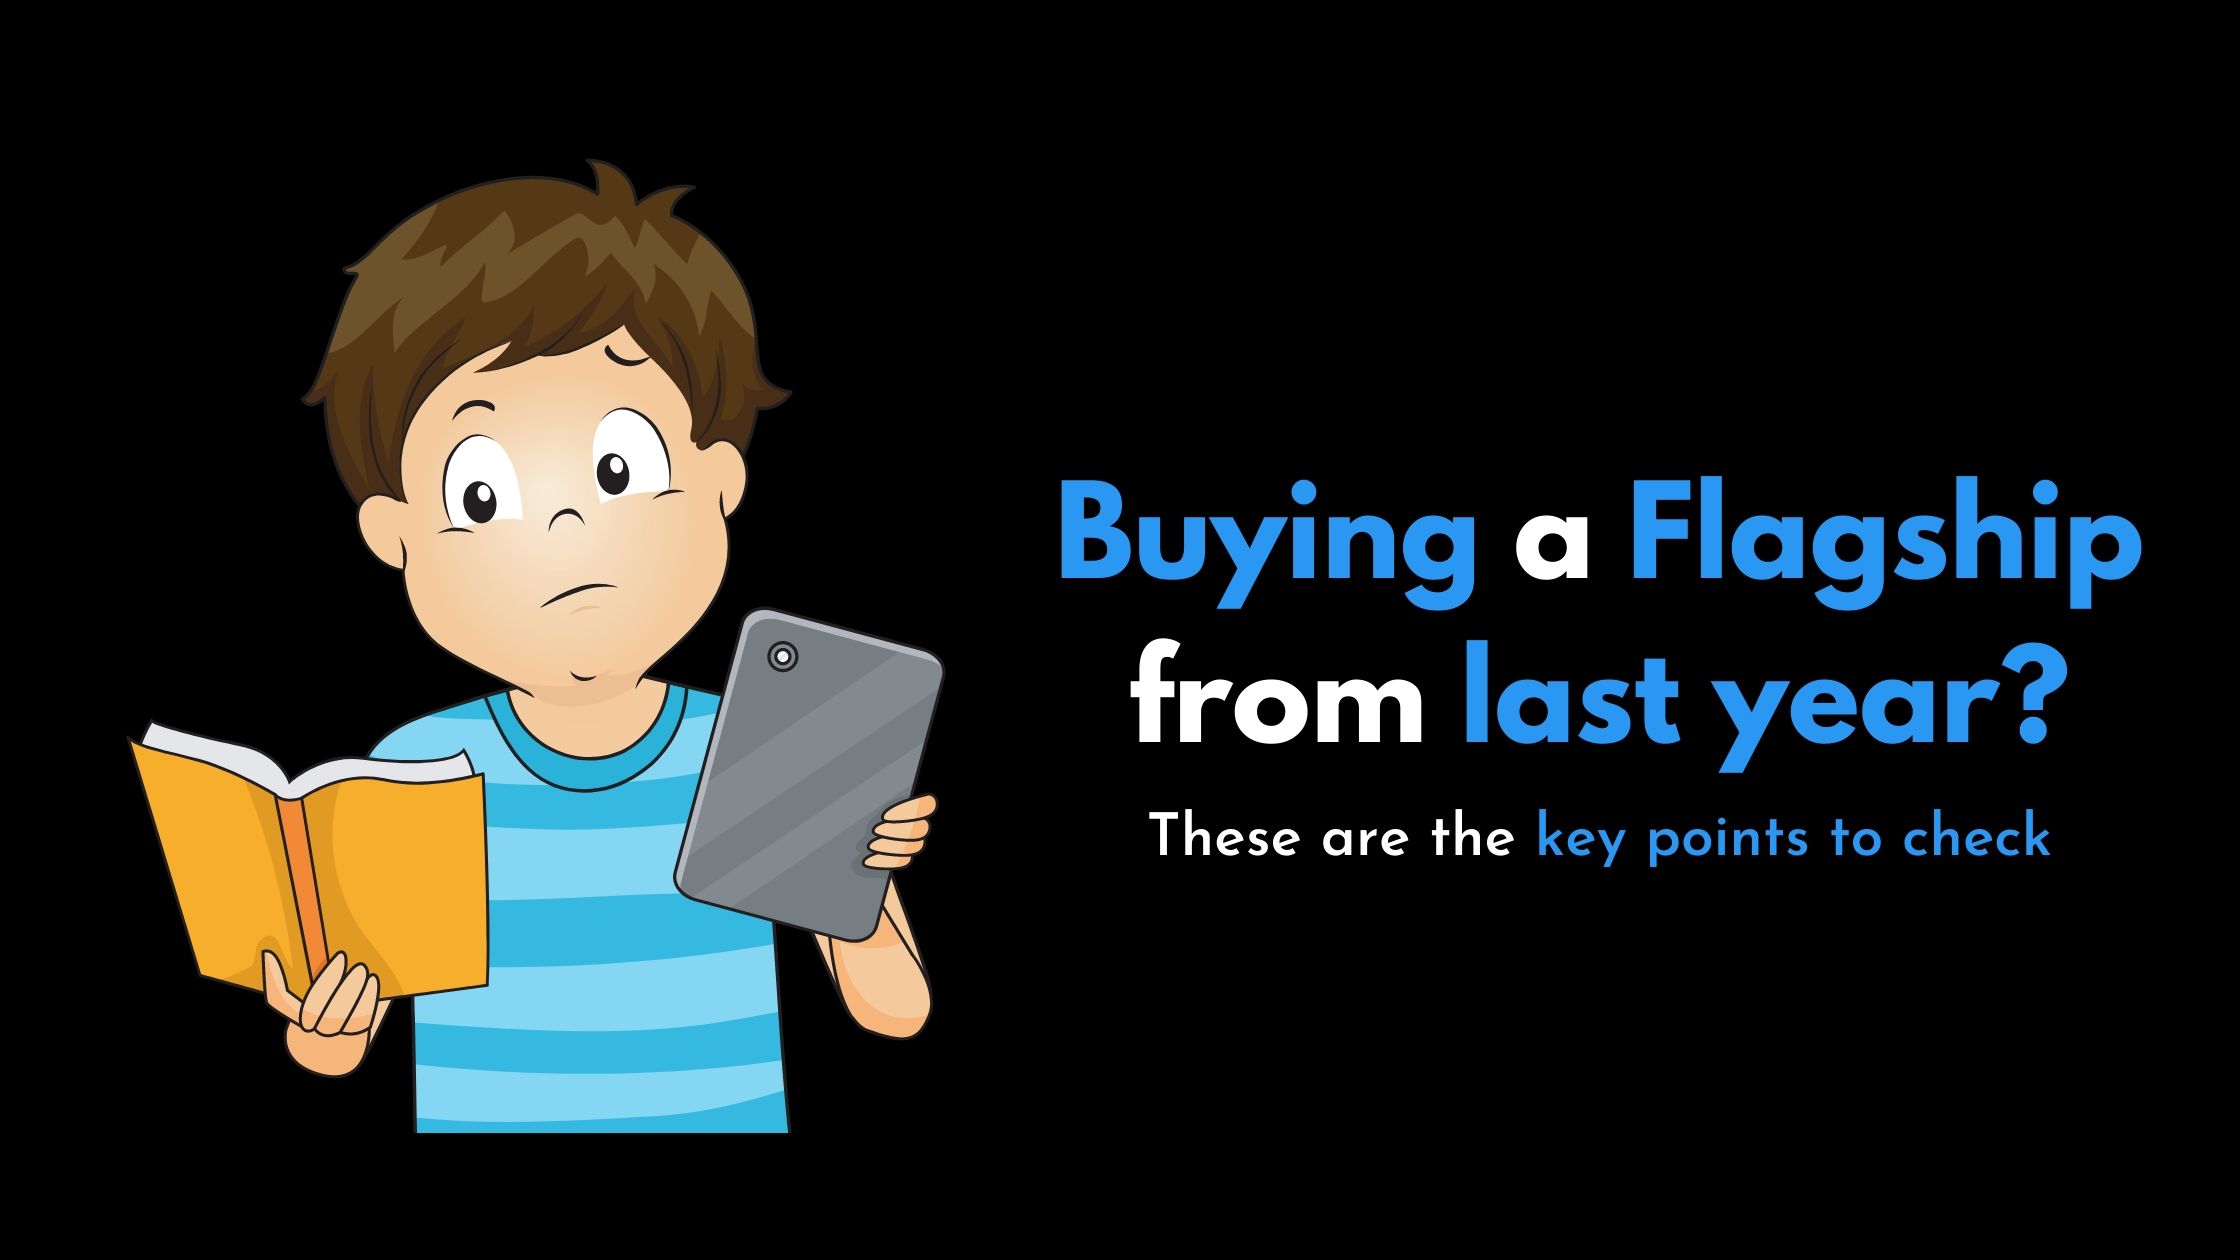 Buying a Flagship
from last year?
These are the key points to check